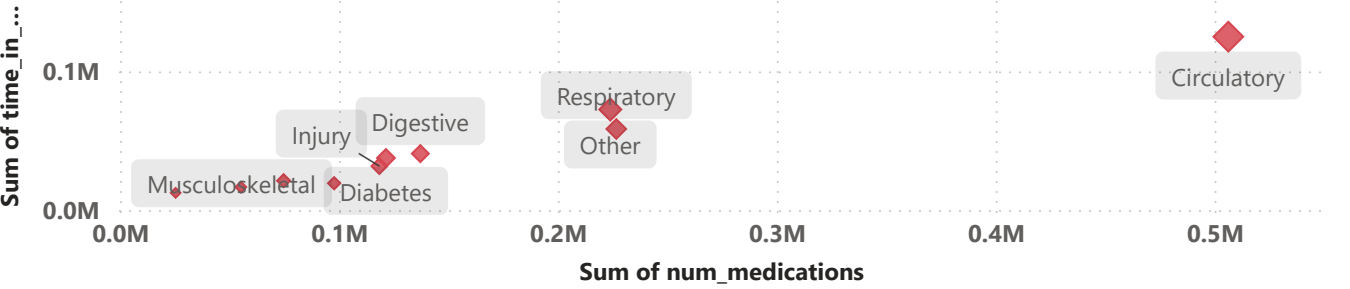 Sum of time_in_...
0.1M
0.0M
Circulatory
Respiratory
Other
Digestive
Injury
Musculoskeletal
Diabetes
0.0M
0.1M
0.2M
0.3M
0.4M
0.5M
Sum of num_medications